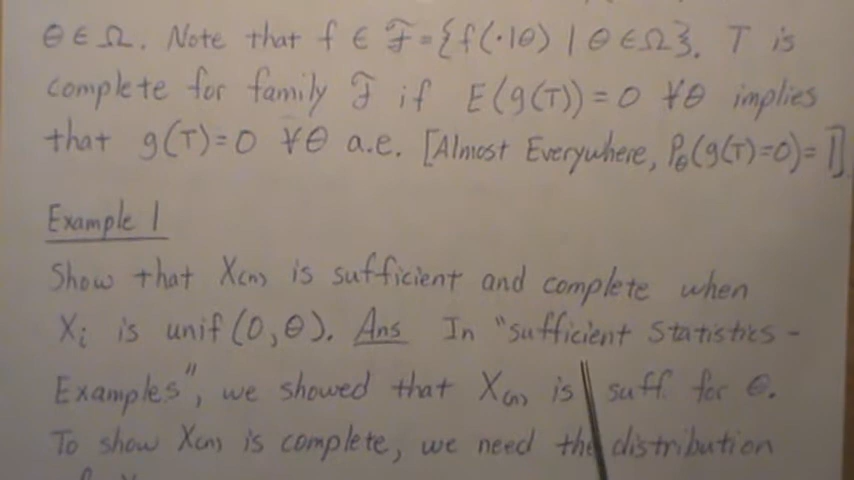 θ ∈ Ω. Note that f ∈ ℱ = {f(·|θ) | θ ∈ Ω}. T is
complete for family ℱ if E(g(T)) = 0 ∀θ implies
that g(T) = 0 ∀θ a.e. [Almost Everywhere, Pθ(g(T)=0)=1].
Example 1
Show that X(n) is sufficient and complete when
Xi is unif(0,θ). Ans In "sufficient Statistics -
Examples", we showed that X(n) is suff for θ.
To show X(n) is complete, we need the distribution